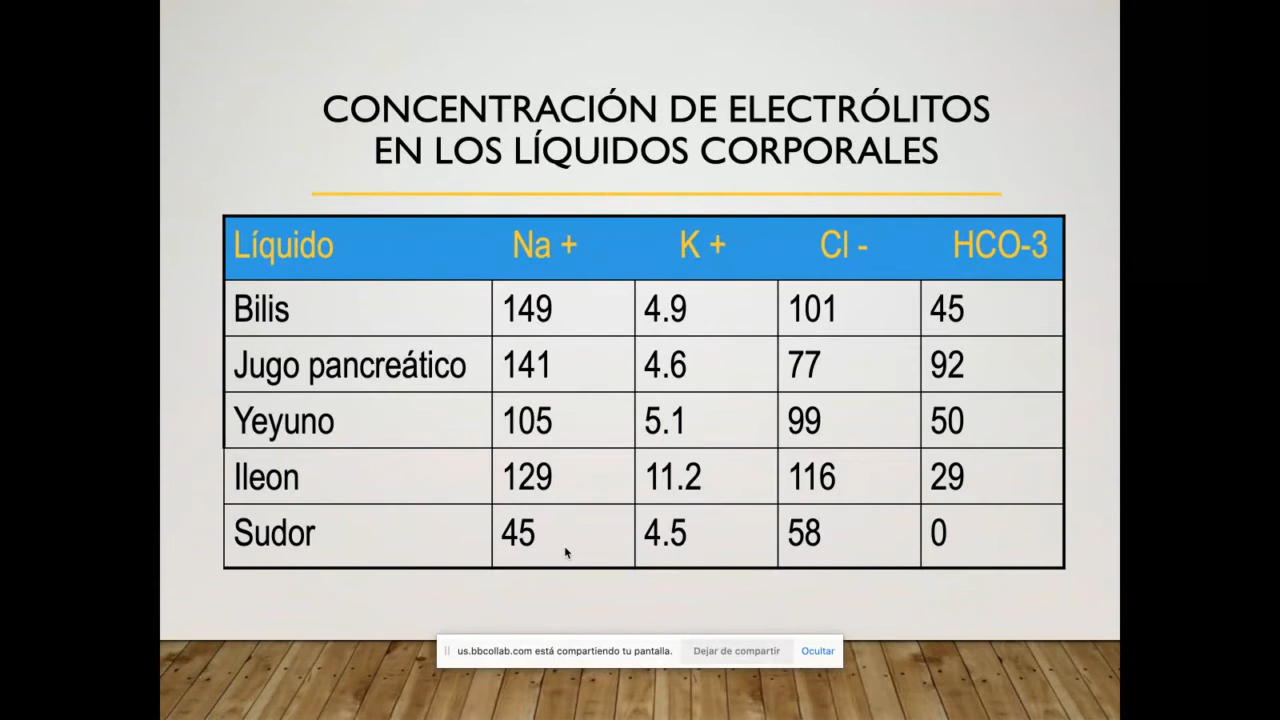 CONCENTRACIÓN DE ELECTRÓLITOS
EN LOS LÍQUIDOS CORPORALES
Líquido Na + K + Cl - HCO-3
Bilis 149 4.9 101 45
Jugo pancreático 141 4.6 77 92
Yeyuno 105 5.1 99 50
Ileon 129 11.2 116 29
Sudor 45 4.5 58 0
us.bbcollab.com está compartiendo tu pantalla. Dejar de compartir Ocultar